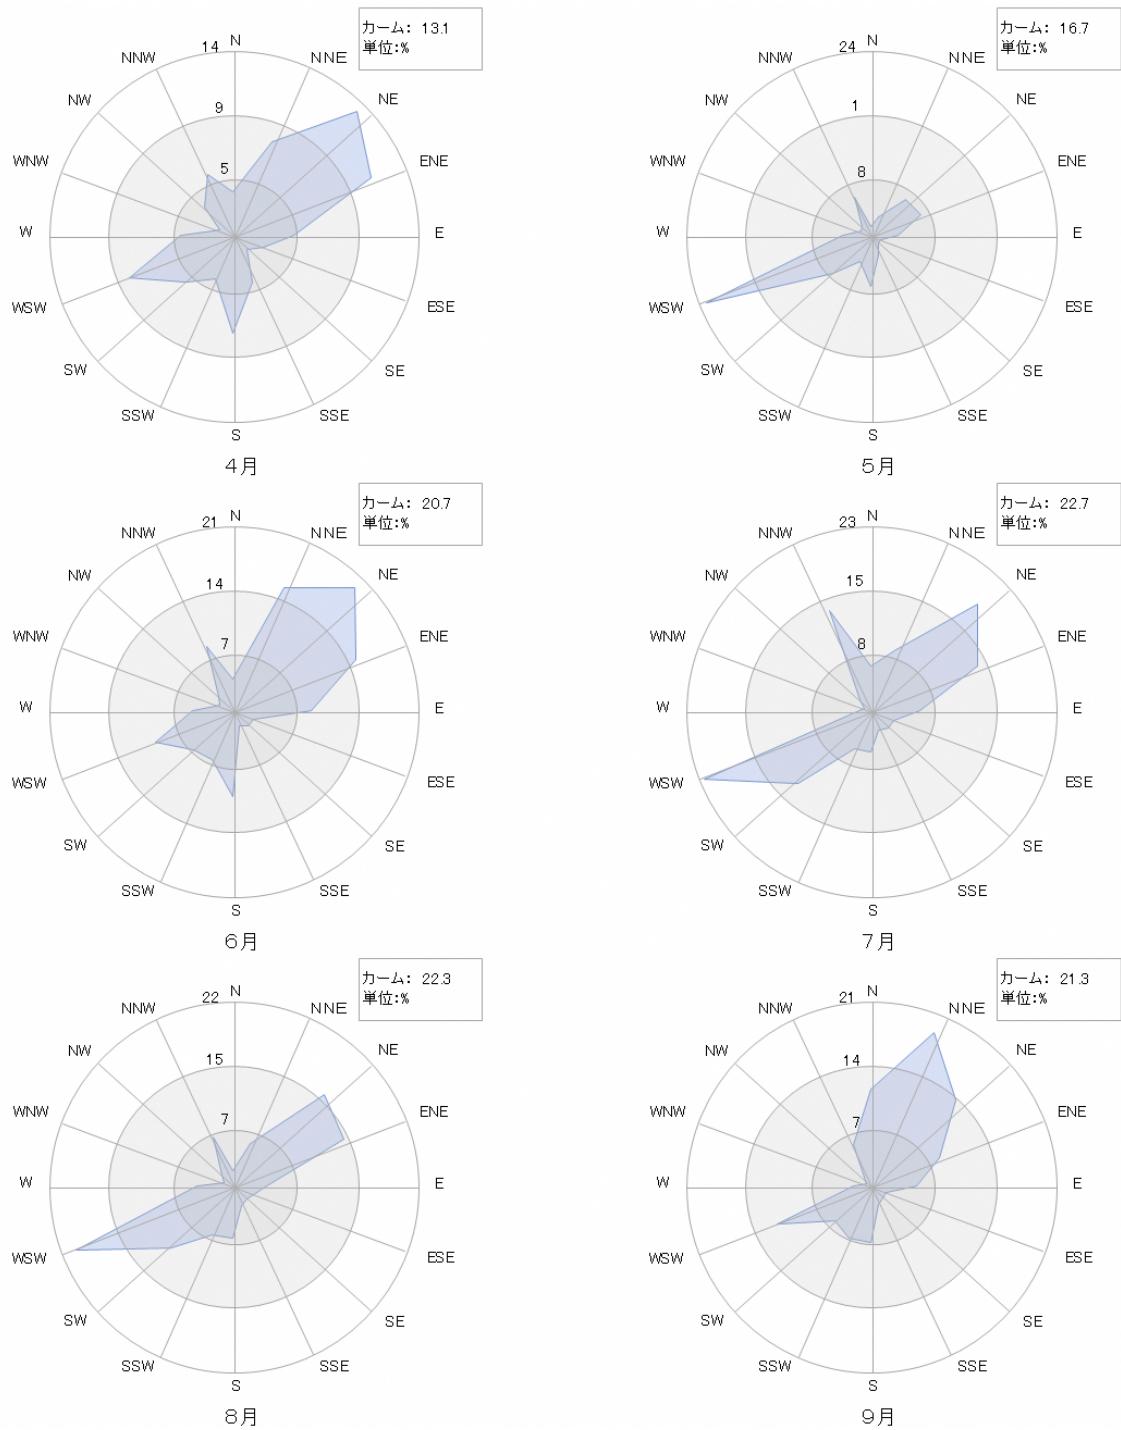 カーム: 13.1
単位:%
14
N
NNE
NE
ENE
E
ESE
SE
SSE
S
SSW
SW
WSW
W
WNW
NW
NNW
9
5
4月
カーム: 16.7
単位:%
24
N
NNE
NE
ENE
E
ESE
SE
SSE
S
SSW
SW
WSW
W
WNW
NW
NNW
1
8
5月
カーム: 20.7
単位:%
21
N
NNE
NE
ENE
E
ESE
SE
SSE
S
SSW
SW
WSW
W
WNW
NW
NNW
14
7
6月
カーム: 22.7
単位:%
23
N
NNE
NE
ENE
E
ESE
SE
SSE
S
SSW
SW
WSW
W
WNW
NW
NNW
15
8
7月
カーム: 22.3
単位:%
22
N
NNE
NE
ENE
E
ESE
SE
SSE
S
SSW
SW
WSW
W
WNW
NW
NNW
15
7
8月
カーム: 21.3
単位:%
21
N
NNE
NE
ENE
E
ESE
SE
SSE
S
SSW
SW
WSW
W
WNW
NW
NNW
14
7
9月